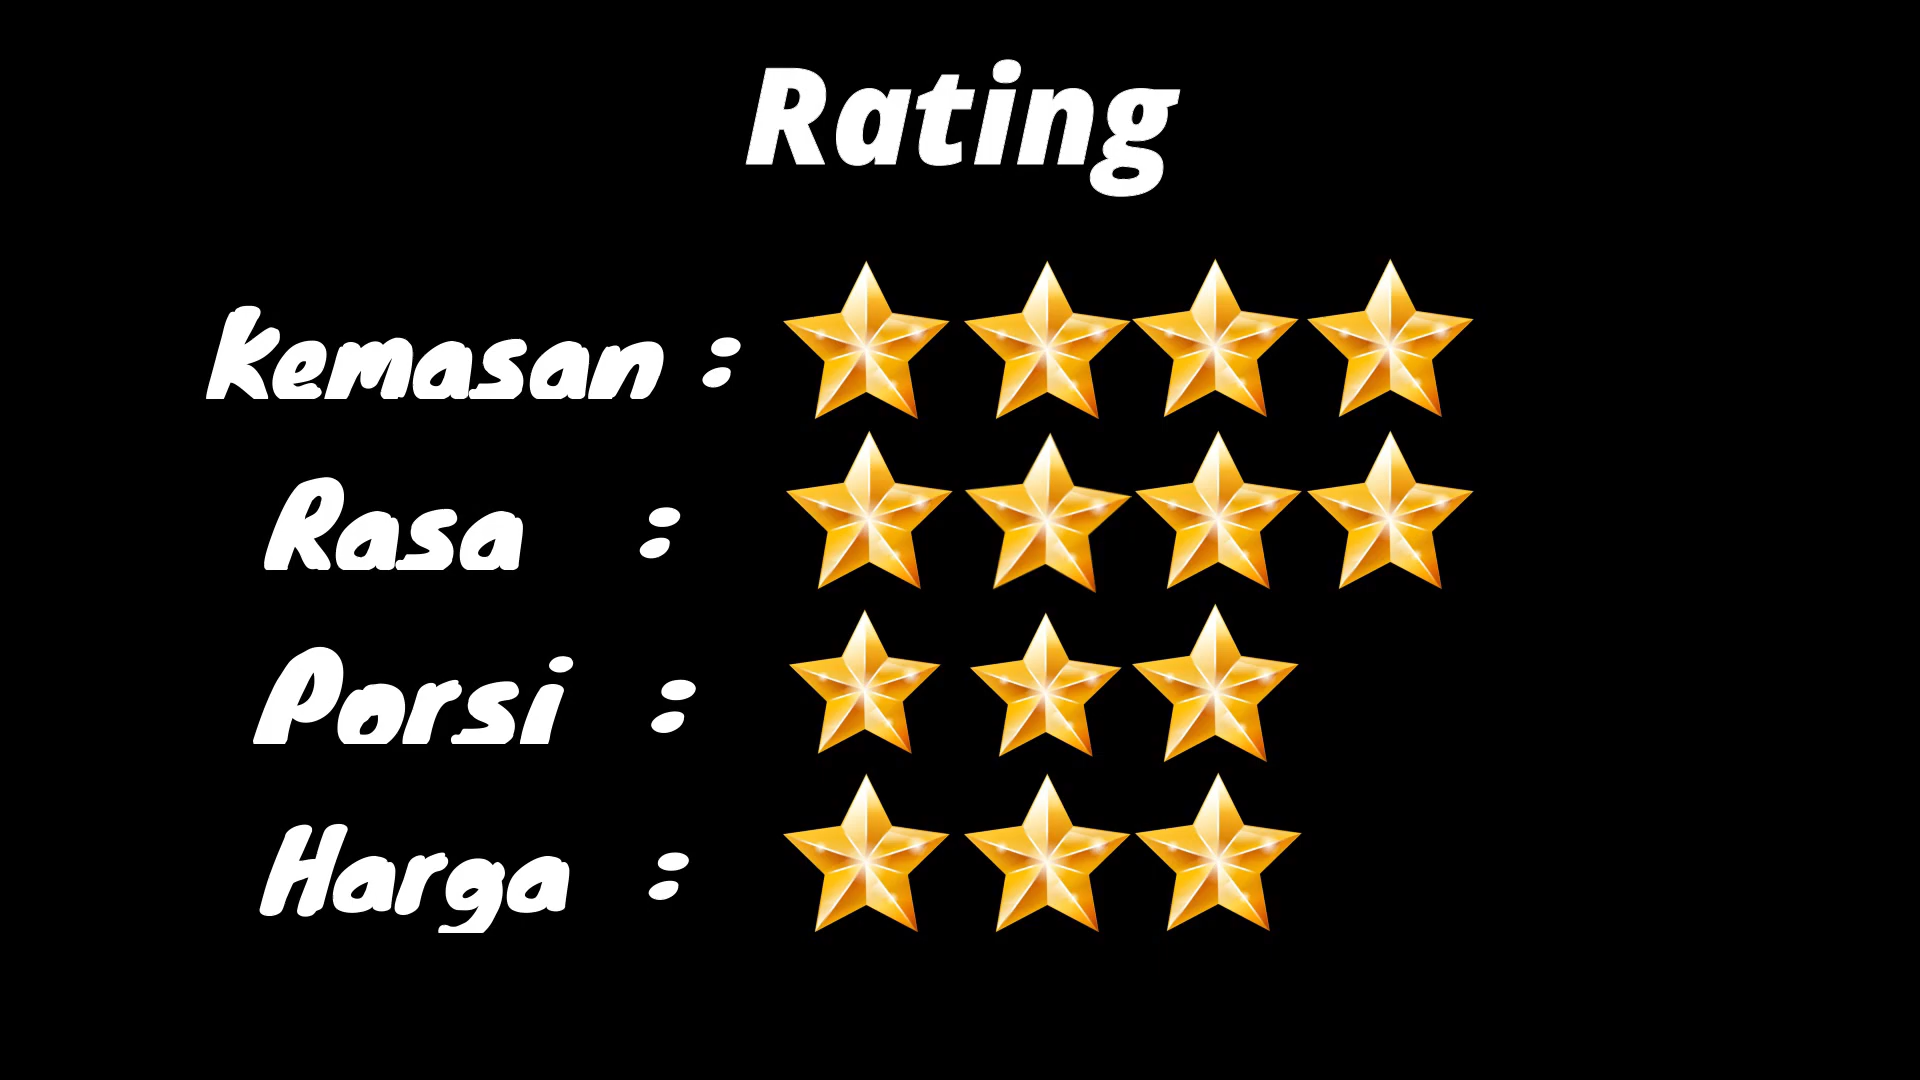 Rating
Kemasan :
Rasa :
Porsi :
Harga :